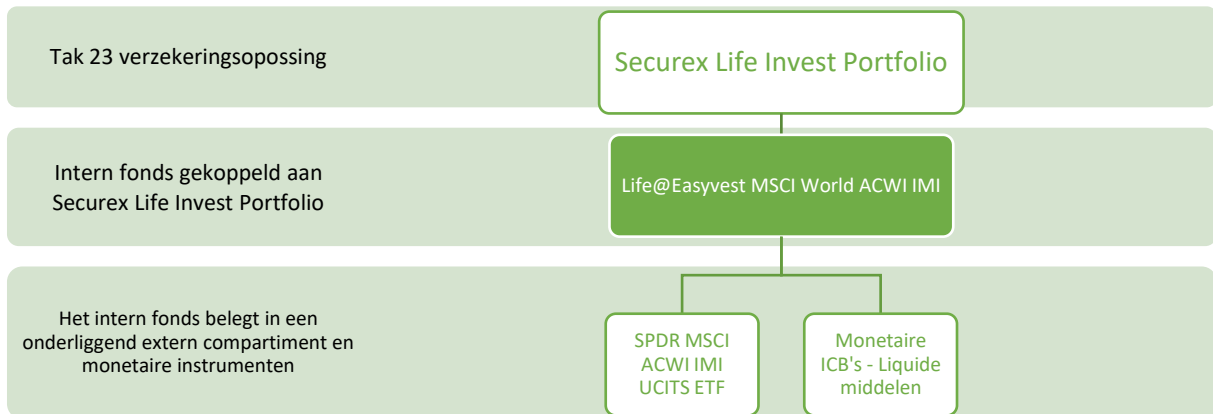 Tak 23 verzekeringsopossing
Securex Life Invest Portfolio
Intern fonds gekoppeld aan
Securex Life Invest Portfolio
Life@Easyvest MSCI World ACWI IMI
Het intern fonds belegt in een
onderliggend extern compartiment en
monetaire instrumenten
SPDR MSCI
ACWI IMI
UCITS ETF
Monetaire
ICB's - Liquide
middelen